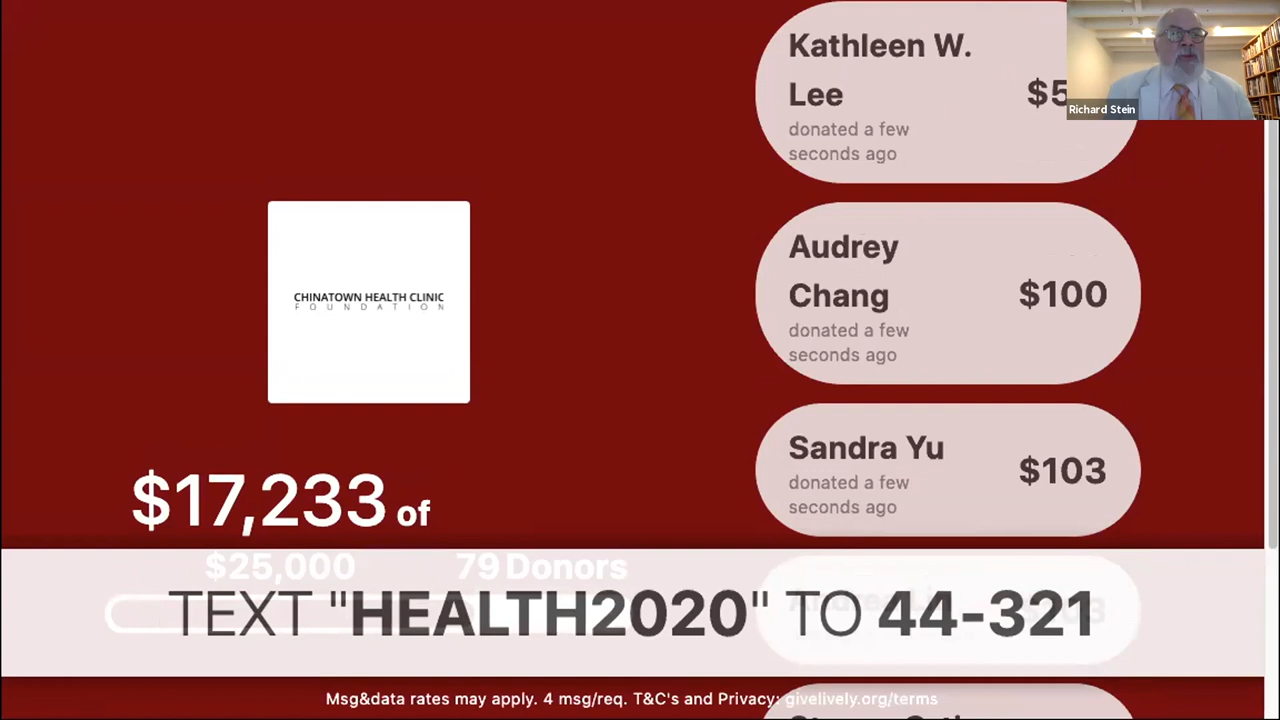 Kathleen W.
Lee
donated a few
seconds ago
Richard Stein
Audrey
Chang
$100
donated a few
seconds ago
CHINATOWN HEALTH CLINIC
FOUNDATION
Sandra Yu
$103
donated a few
seconds ago
$17,233 of
$25,000 79 Donors
TEXT "HEALTH2020" TO 44-321
Msg&data rates may apply. 4 msg/req. T&C's and Privacy: givelively.org/terms